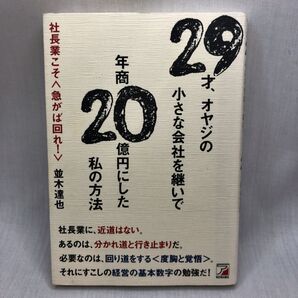 29才、オヤジの
小さな会社を継いで
年商20億円にした
私の方法
社長業こそ〈急がば回れ！〉
並木達也
社長業に、近道はない。
あるのは、分かれ道と行き止まりだ。
必要なのは、回り道をする〈度胸と覚悟〉。
それにすこしの経営の基本数字の勉強だ！